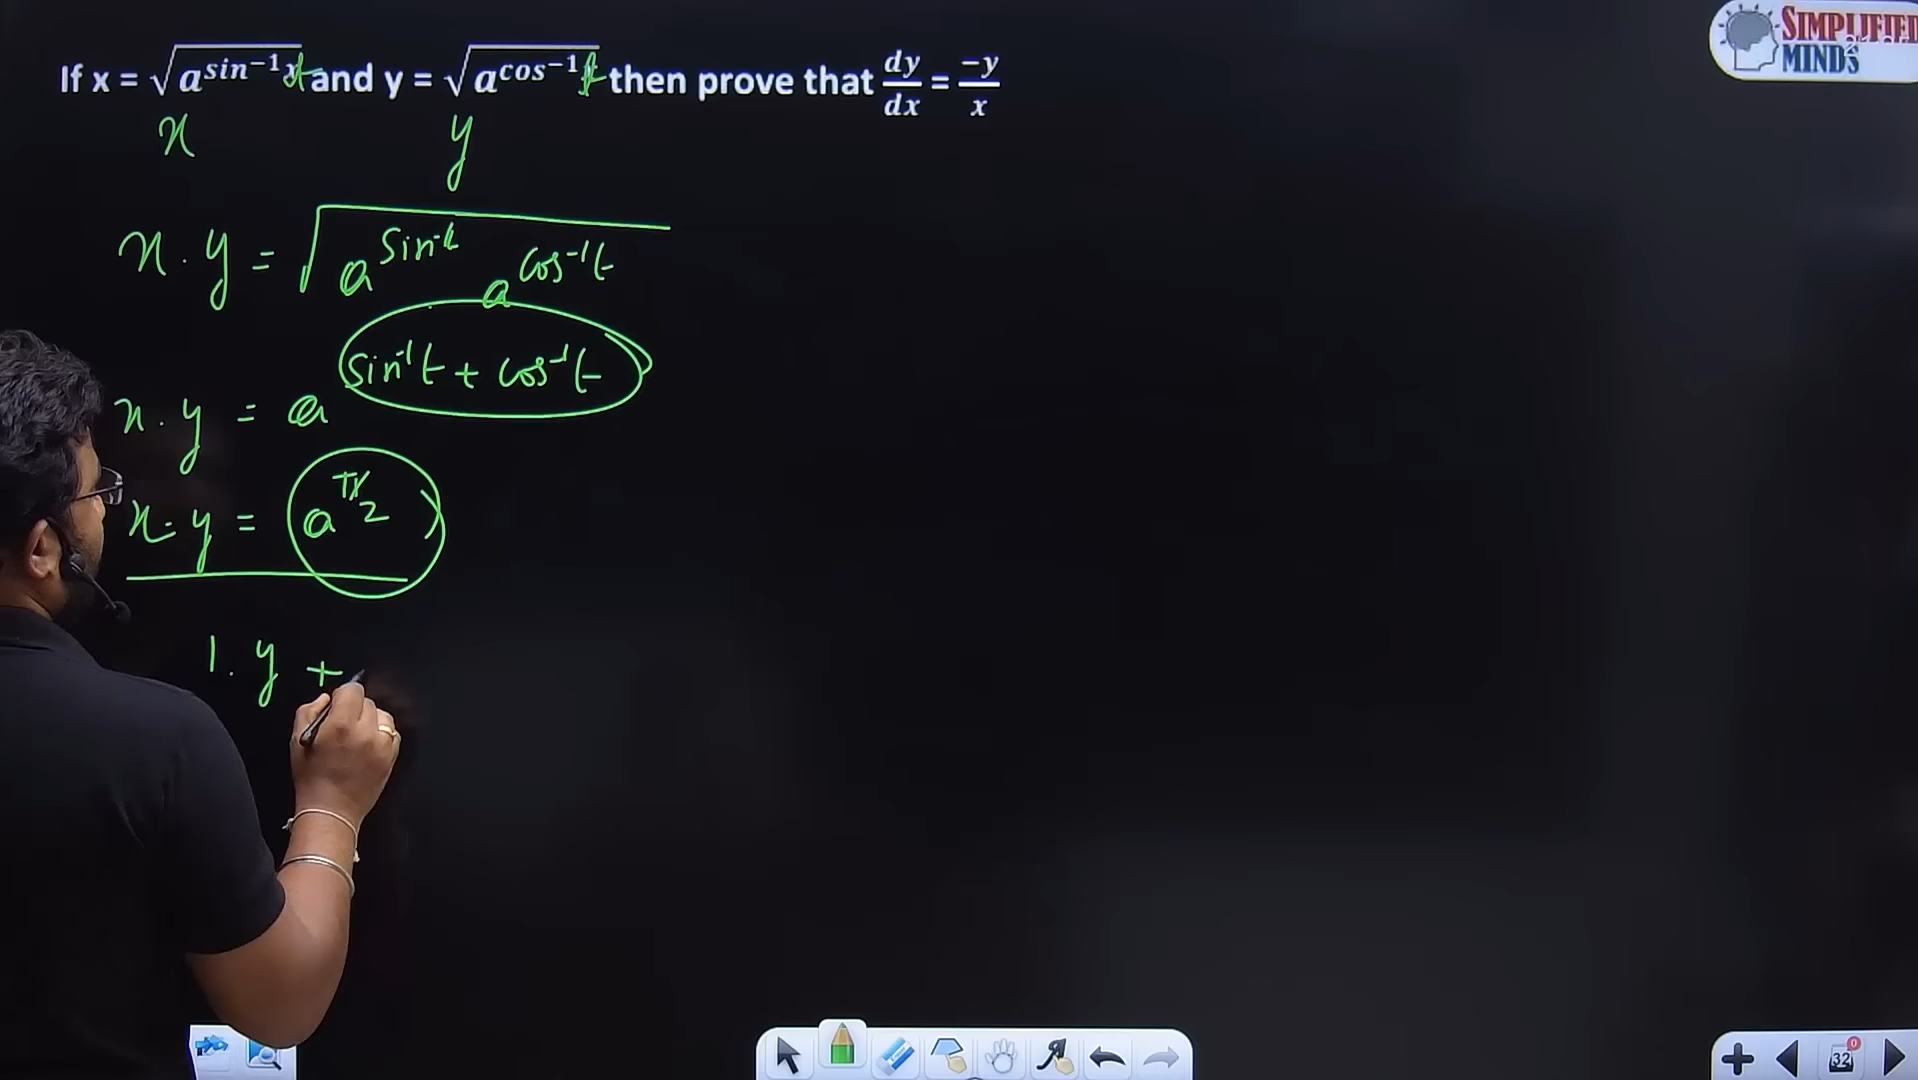 If x = √a^sin⁻¹t and y = √a^cos⁻¹t then prove that dy/dx = -y/x
x y
x . y = √a^sin⁻¹t a^cos⁻¹t
x . y = a^sin⁻¹t + cos⁻¹t
x . y = a^π/2
1 . y +
SIMPLIFIED
MINDS
32
0